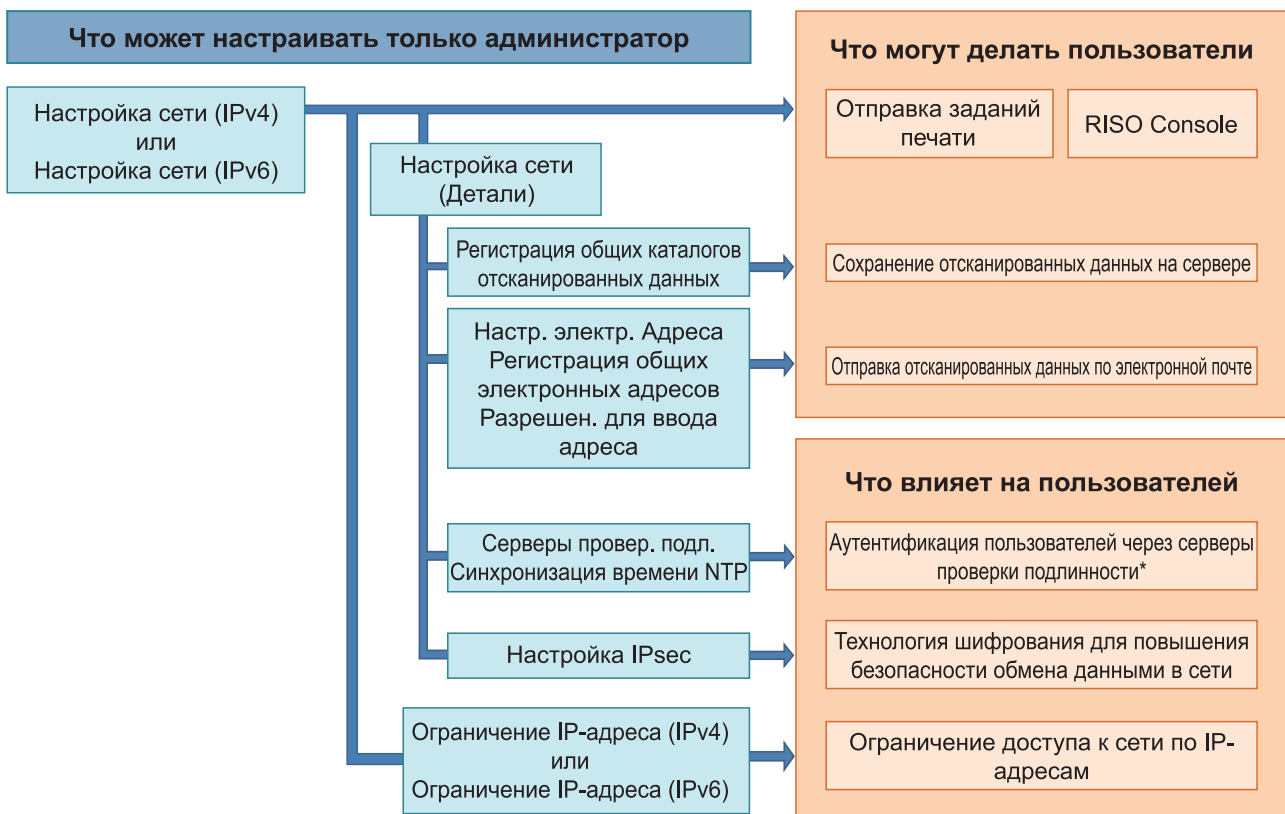 Что может настраивать только администратор
Настройка сети (IPv4)
или
Настройка сети (IPv6)
Настройка сети
(Детали)
Регистрация общих каталогов
отсканированных данных
Настр. электр. Адреса
Регистрация общих
электронных адресов
Разрешен. для ввода
адреса
Серверы провер. подл.
Синхронизация времени NTP
Настройка IPsec
Ограничение IP-адреса (IPv4)
или
Ограничение IP-адреса (IPv6)
Что могут делать пользователи
Отправка заданий
печати
RISO Console
Сохранение отсканированных данных на сервере
Отправка отсканированных данных по электронной почте
Что влияет на пользователей
Аутентификация пользователей через серверы
проверки подлинности*
Технология шифрования для повышения
безопасности обмена данными в сети
Ограничение доступа к сети по IP-
адресам